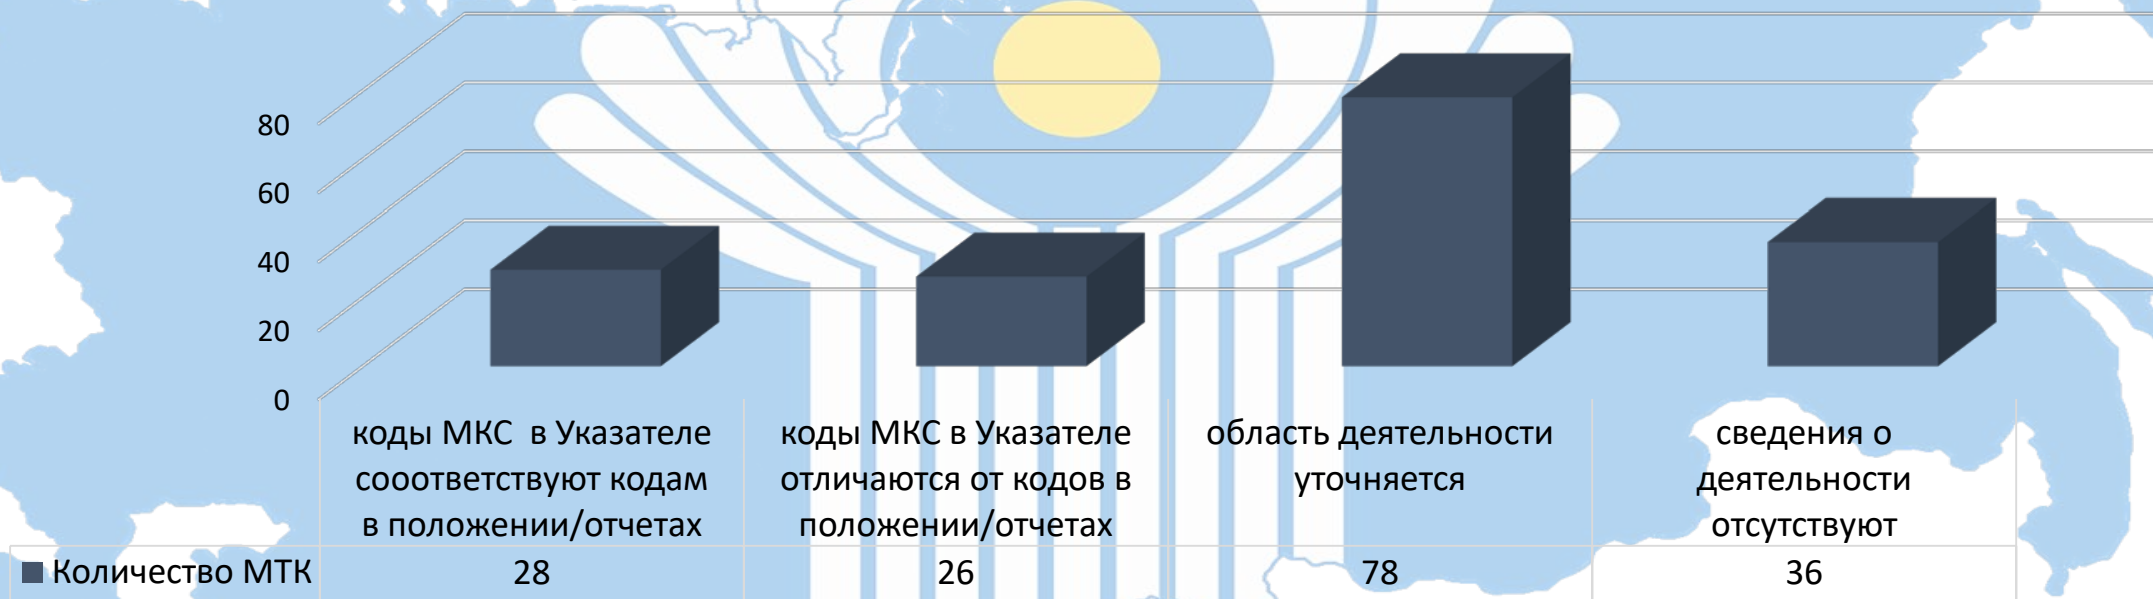 80
60
40
20
0
коды МКС в Указателе
сооответствуют кодам
в положении/отчетах
коды МКС в Указателе
отличаются от кодов в
положении/отчетах
область деятельности
уточняется
сведения о
деятельности
отсутствуют
Количество МТК 28 26 78 36